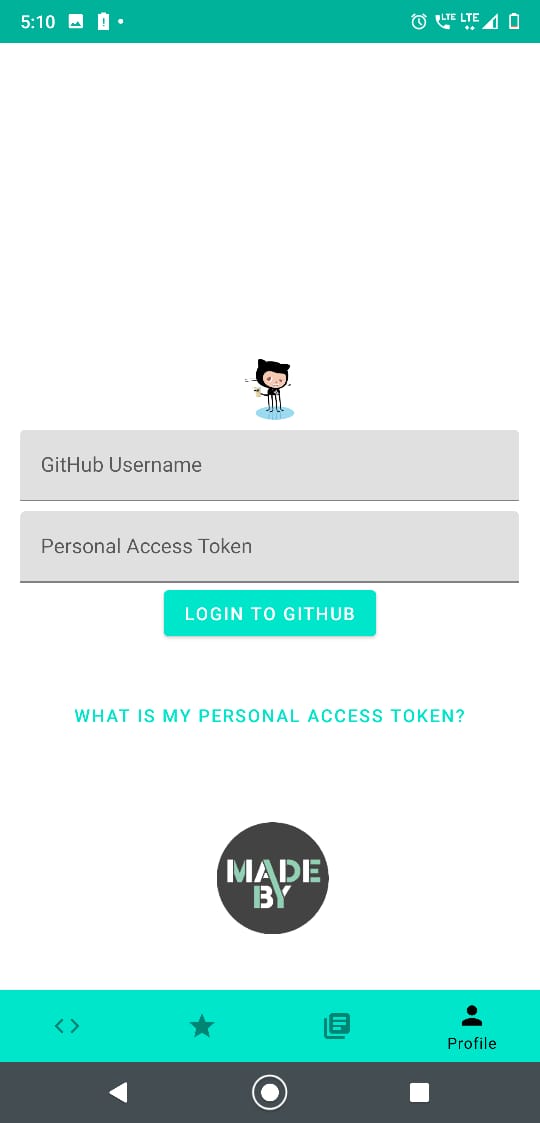 5:10
LTE LTE
GitHub Username
Personal Access Token
LOGIN TO GITHUB
WHAT IS MY PERSONAL ACCESS TOKEN?
MADE
BY
Profile